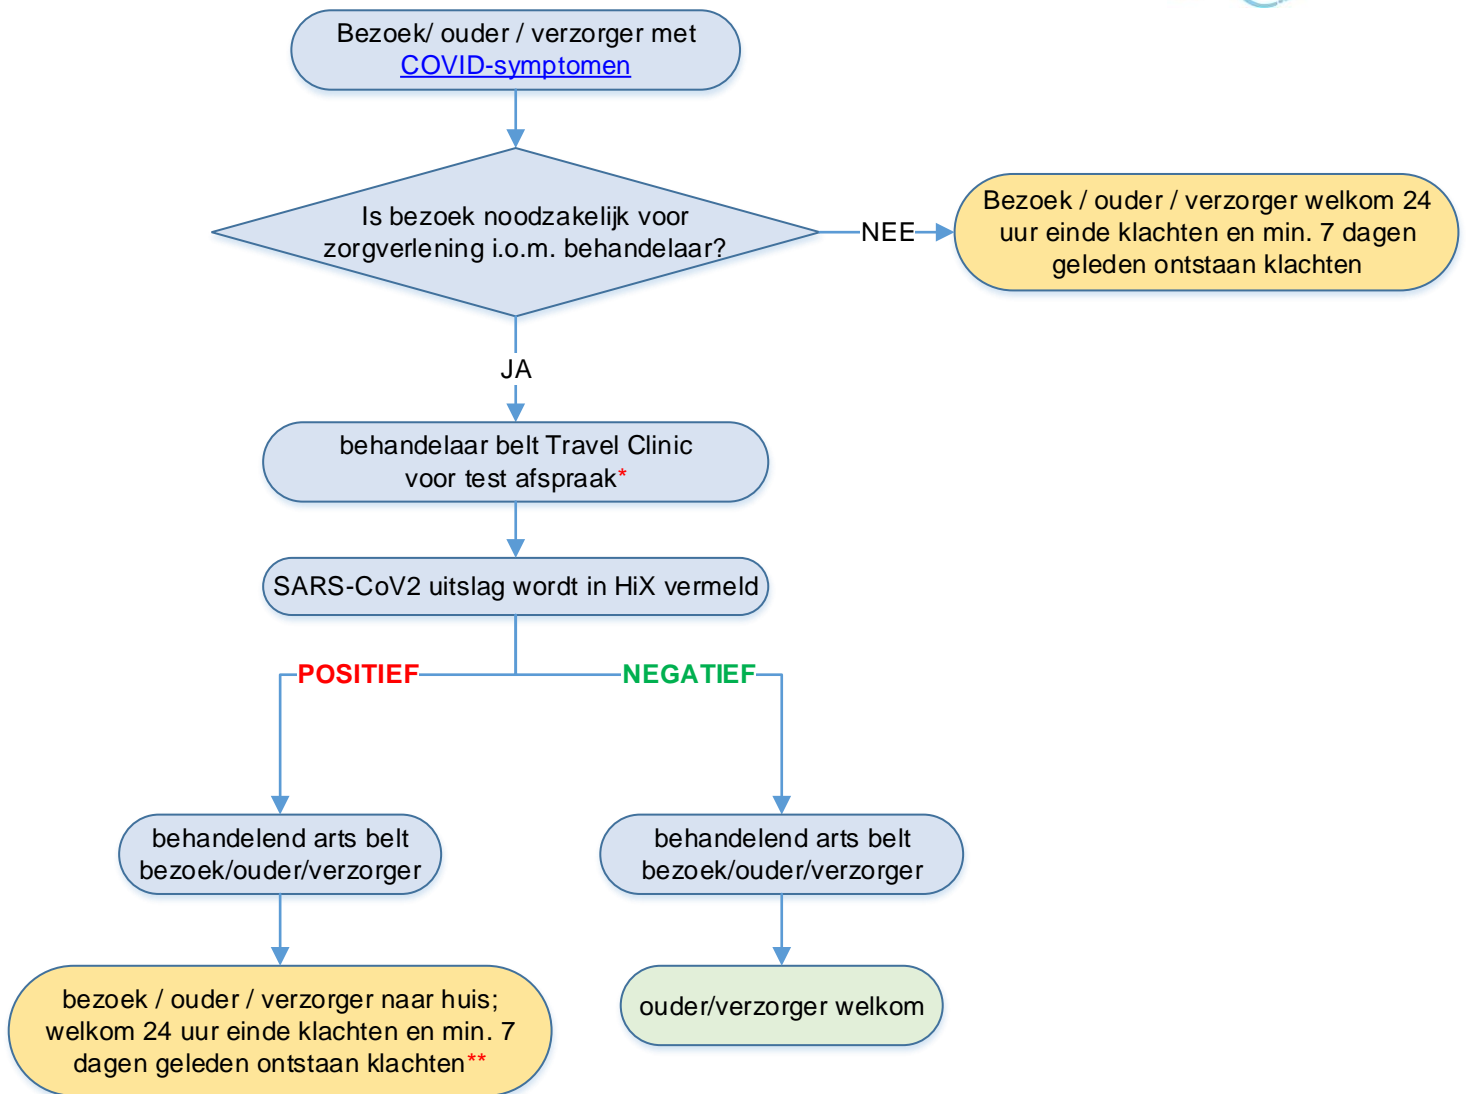 Bezoek/ ouder / verzorger met
COVID-symptomen
Is bezoek noodzakelijk voor
zorgverlening i.o.m. behandelaar?
NEE
Bezoek / ouder / verzorger welkom 24
uur einde klachten en min. 7 dagen
geleden ontstaan klachten
JA
behandelaar belt Travel Clinic
voor test afspraak*
SARS-CoV2 uitslag wordt in HiX vermeld
POSITIEF
NEGATIEF
behandelend arts belt
bezoek/ouder/verzorger
behandelend arts belt
bezoek/ouder/verzorger
bezoek / ouder / verzorger naar huis;
welkom 24 uur einde klachten en min. 7
dagen geleden ontstaan klachten**
ouder/verzorger welkom